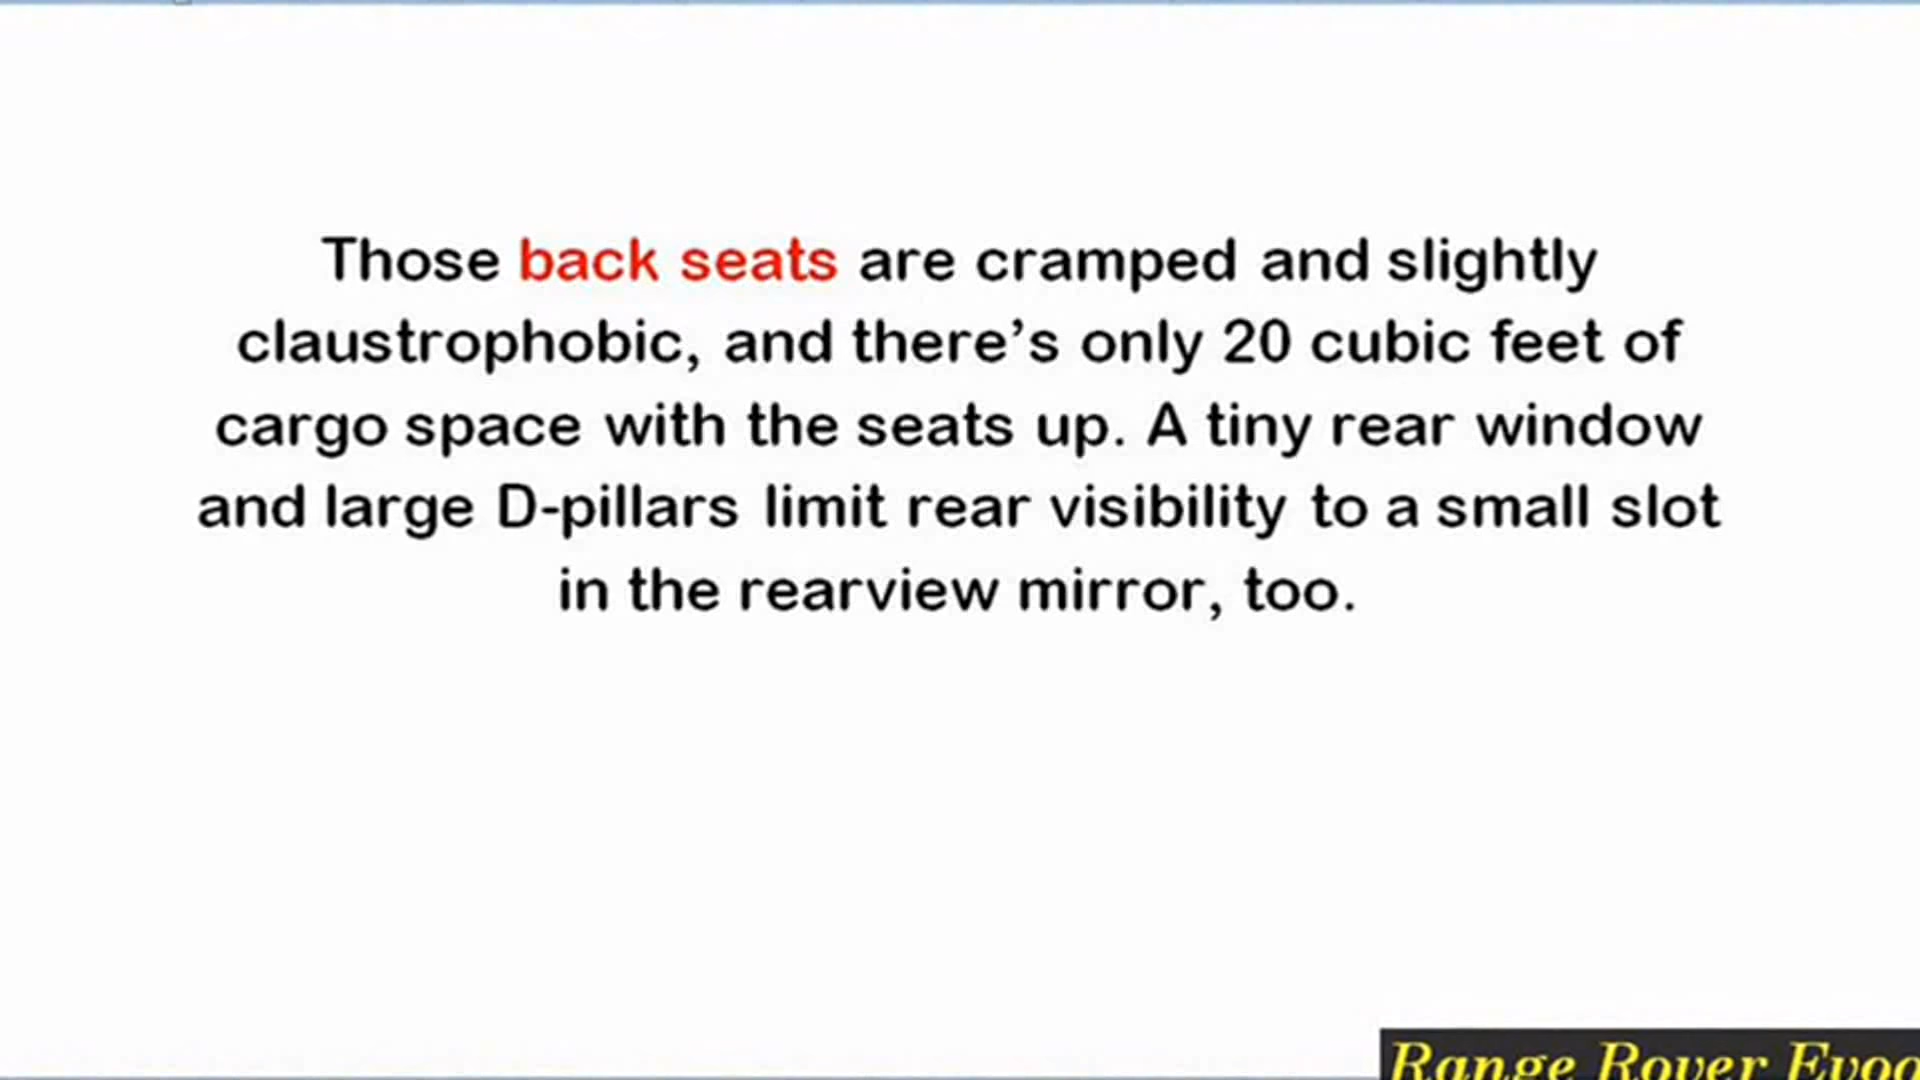 Those back seats are cramped and slightly
claustrophobic, and there’s only 20 cubic feet of
cargo space with the seats up. A tiny rear window
and large D-pillars limit rear visibility to a small slot
in the rearview mirror, too.
Range Rover Evoq